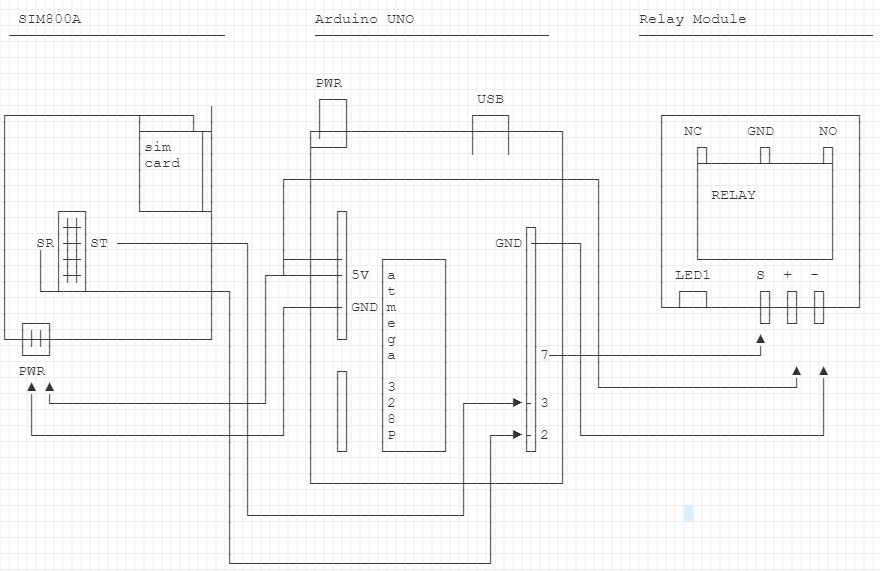 SIM800A
Arduino UNO
Relay Module
PWR
USB
sim
card
NC GND NO
RELAY
SR ST
GND
5V
GND
atmega 328P
LED1 S + -
7
PWR
3
2